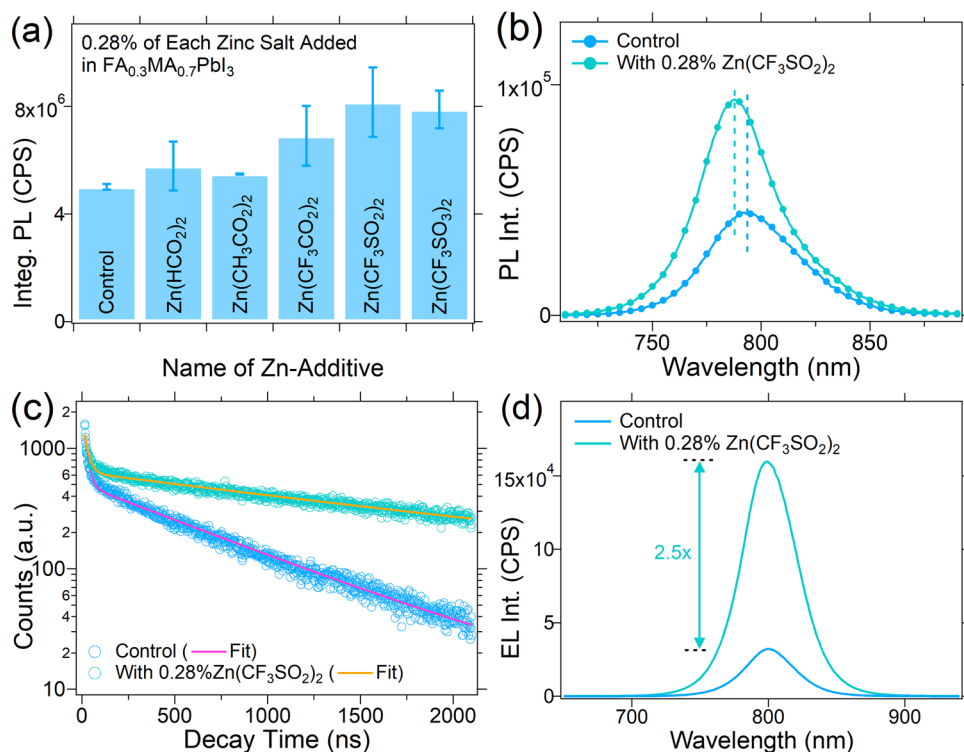 (a)
0.28% of Each Zinc Salt Added
in FA0.3MA0.7PbI3
Integ. PL (CPS)
8x10^6
4
0
Control
Zn(HCO2)2
Zn(CH3CO2)2
Zn(CF3CO2)2
Zn(CF3SO2)2
Zn(CF3SO3)2
Name of Zn-Additive
(b)
Control
With 0.28% Zn(CF3SO2)2
PL Int. (CPS)
1x10^5
0
750
800
850
Wavelength (nm)
(c)
Counts (a.u.)
2
1000
6
4
2
100
6
4
2
10
Control ( Fit)
With 0.28%Zn(CF3SO2)2 ( Fit)
0
500
1000
1500
2000
Decay Time (ns)
(d)
Control
With 0.28% Zn(CF3SO2)2
EL Int. (CPS)
15x10^4
10
5
0
2.5x
700
800
900
Wavelength (nm)